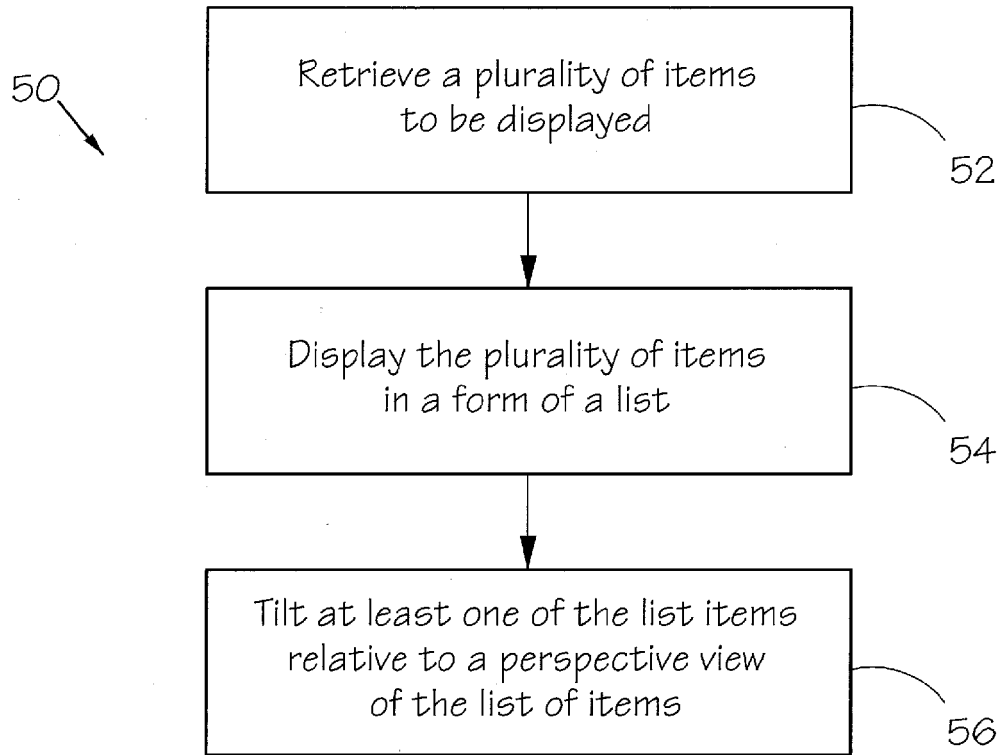 50
Retrieve a plurality of items
to be displayed
52
Display the plurality of items
in a form of a list
54
Tilt at least one of the list items
relative to a perspective view
of the list of items
56